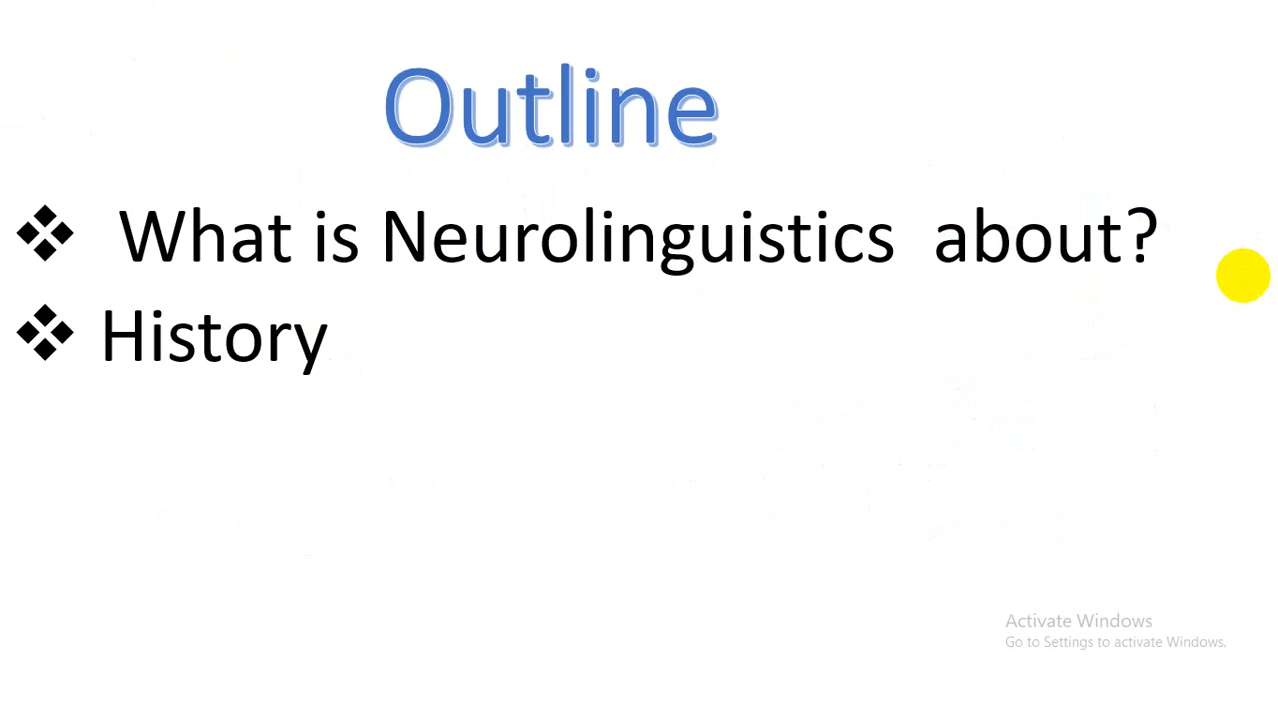 Outline
❖ What is Neurolinguistics about?
❖ History
Activate Windows
Go to Settings to activate Windows.